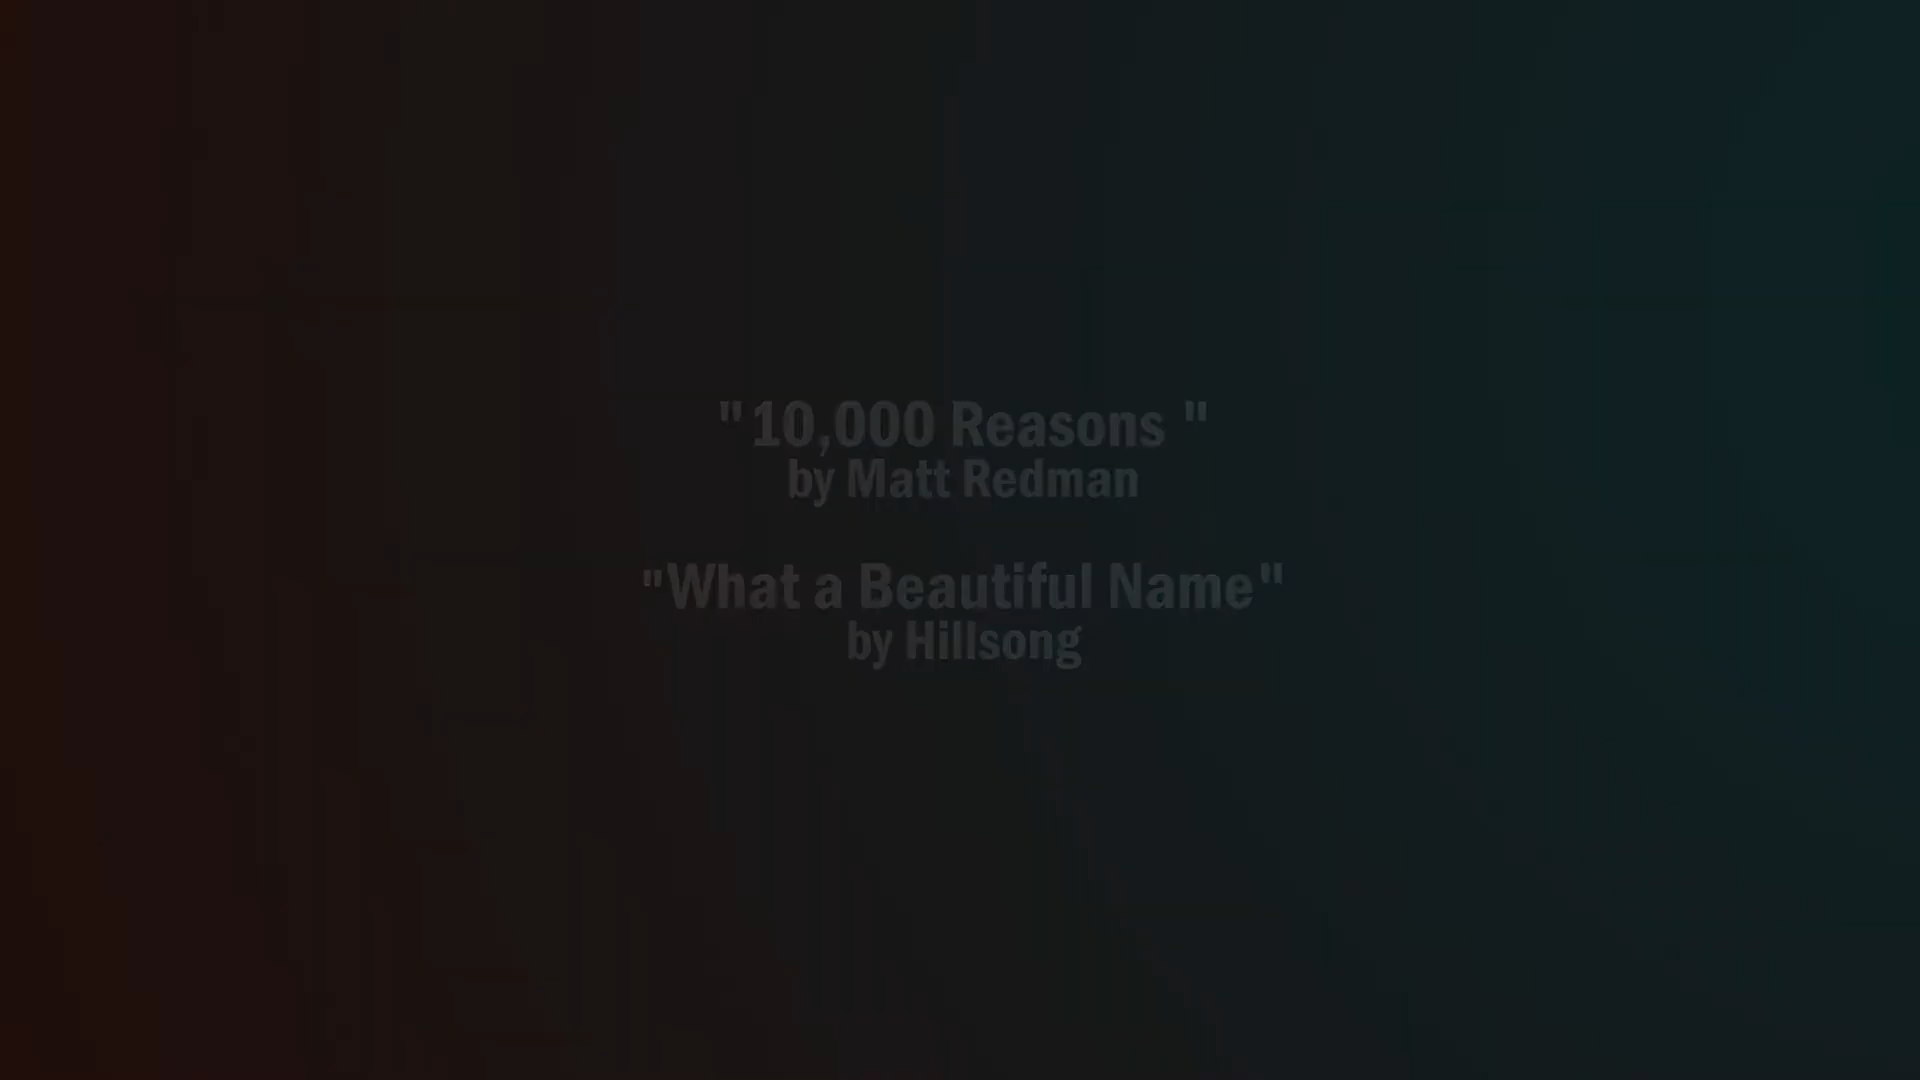 "10,000 Reasons "
by Matt Redman
"What a Beautiful Name"
by Hillsong